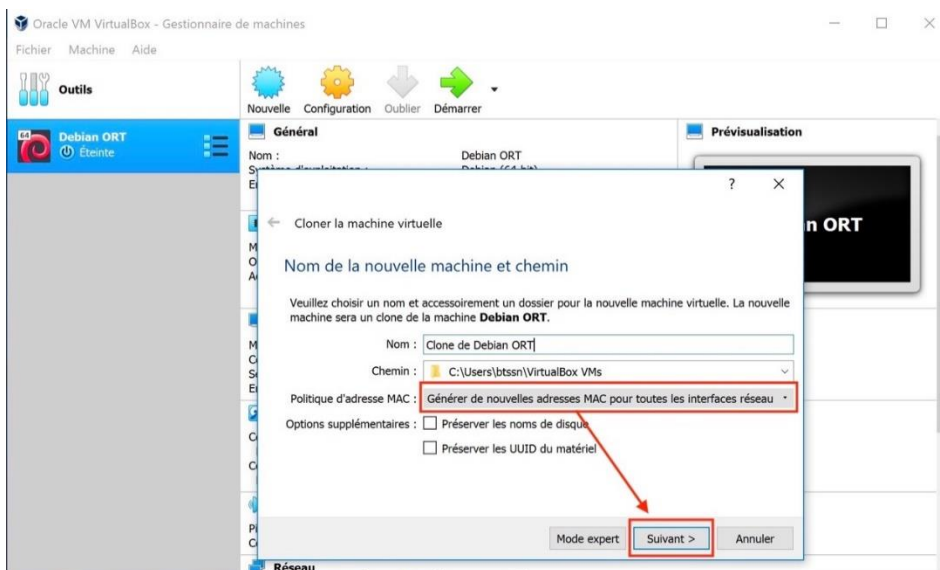 Oracle VM VirtualBox - Gestionnaire de machines
Fichier Machine Aide
Outils
Nouvelle Configuration Oublier Démarrer
64
Debian ORT
Éteinte
Général
Prévisualisation
Nom : Debian ORT
n ORT
? ×
Cloner la machine virtuelle
Nom de la nouvelle machine et chemin
Veuillez choisir un nom et accessoirement un dossier pour la nouvelle machine virtuelle. La nouvelle
machine sera un clone de la machine Debian ORT.
Nom : Clone de Debian ORT
Chemin : C:\Users\btssn\VirtualBox VMs
Politique d'adresse MAC : Générer de nouvelles adresses MAC pour toutes les interfaces réseau
Options supplémentaires : Préserver les noms de disque
Préserver les UUID du matériel
Mode expert Suivant > Annuler
Réseau